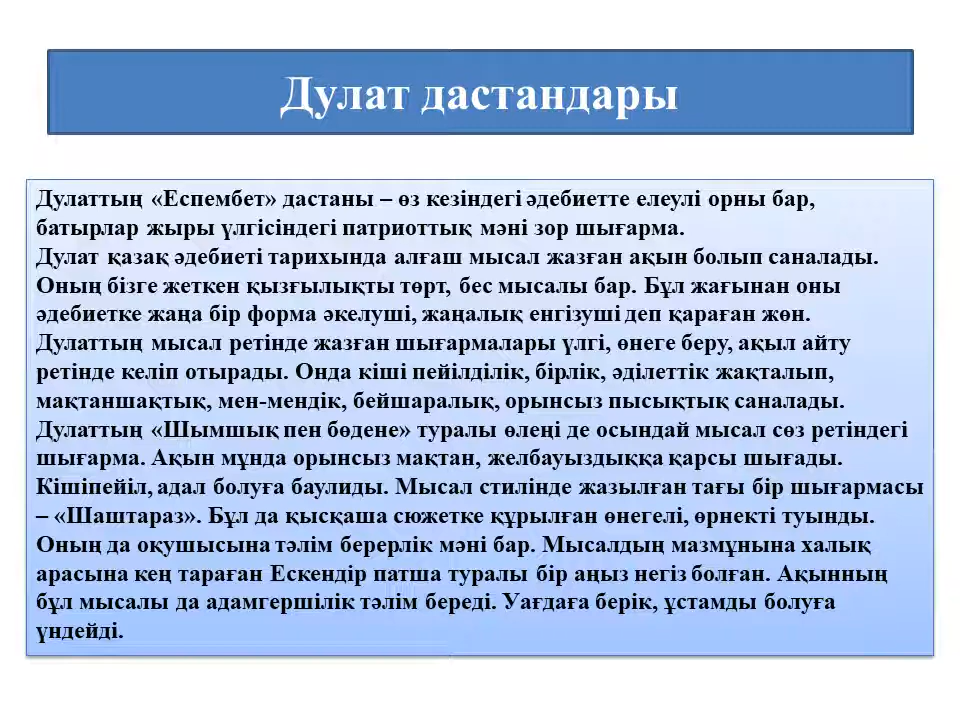 Дулат дастандары
Дулаттың «Еспембет» дастаны – өз кезіндегі әдебиетте елеулі орны бар,
батырлар жыры үлгісіндегі патриоттық мәні зор шығарма.
Дулат қазақ әдебиеті тарихында алғаш мысал жазған ақын болып саналады.
Оның бізге жеткен қызғылықты төрт, бес мысалы бар. Бұл жағынан оны
әдебиетке жаңа бір форма әкелуші, жаңалық енгізуші деп қараған жөн.
Дулаттың мысал ретінде жазған шығармалары үлгі, өнеге беру, ақыл айту
ретінде келіп отырады. Онда кіші пейілділік, бірлік, әділеттік жақталып,
мақтаншақтық, мен-мендік, бейшаралық, орынсыз пысықтық саналады.
Дулаттың «Шымшық пен бөдене» туралы өлеңі де осындай мысал сөз ретіндегі
шығарма. Ақын мұнда орынсыз мақтан, желбауыздыққа қарсы шығады.
Кішіпейіл, адал болуға баулиды. Мысал стилінде жазылған тағы бір шығармасы
– «Шаштараз». Бұл да қысқаша сюжетке құрылған өнегелі, өрнекті туынды.
Оның да оқушысына тәлім берерлік мәні бар. Мысалдың мазмұнына халық
арасына кең тараған Ескендір патша туралы бір аңыз негіз болған. Ақынның
бұл мысалы да адамгершілік тәлім береді. Уағдаға берік, ұстамды болуға
үндейді.